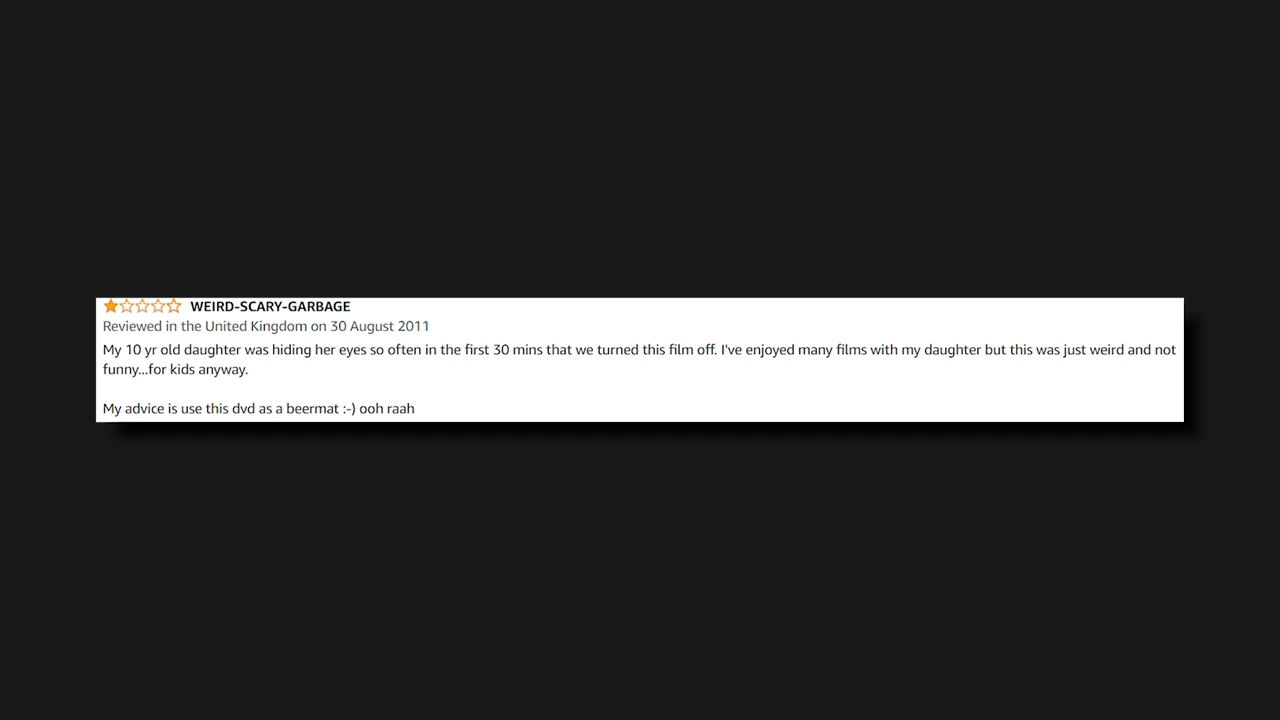 WEIRD-SCARY-GARBAGE
Reviewed in the United Kingdom on 30 August 2011
My 10 yr old daughter was hiding her eyes so often in the first 30 mins that we turned this film off. I've enjoyed many films with my daughter but this was just weird and not
funny...for kids anyway.
My advice is use this dvd as a beermat :-) ooh raah